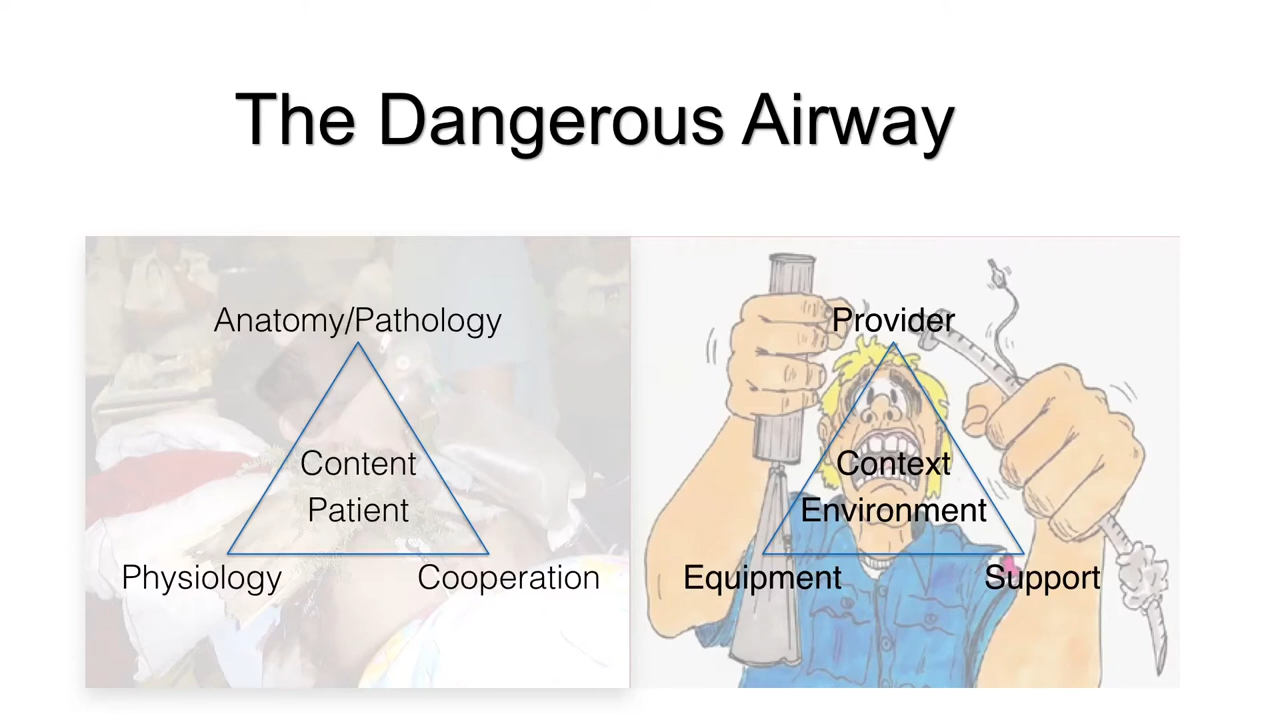 The Dangerous Airway
Anatomy/Pathology
Content
Patient
Physiology
Cooperation
Provider
Context
Environment
Equipment
Support